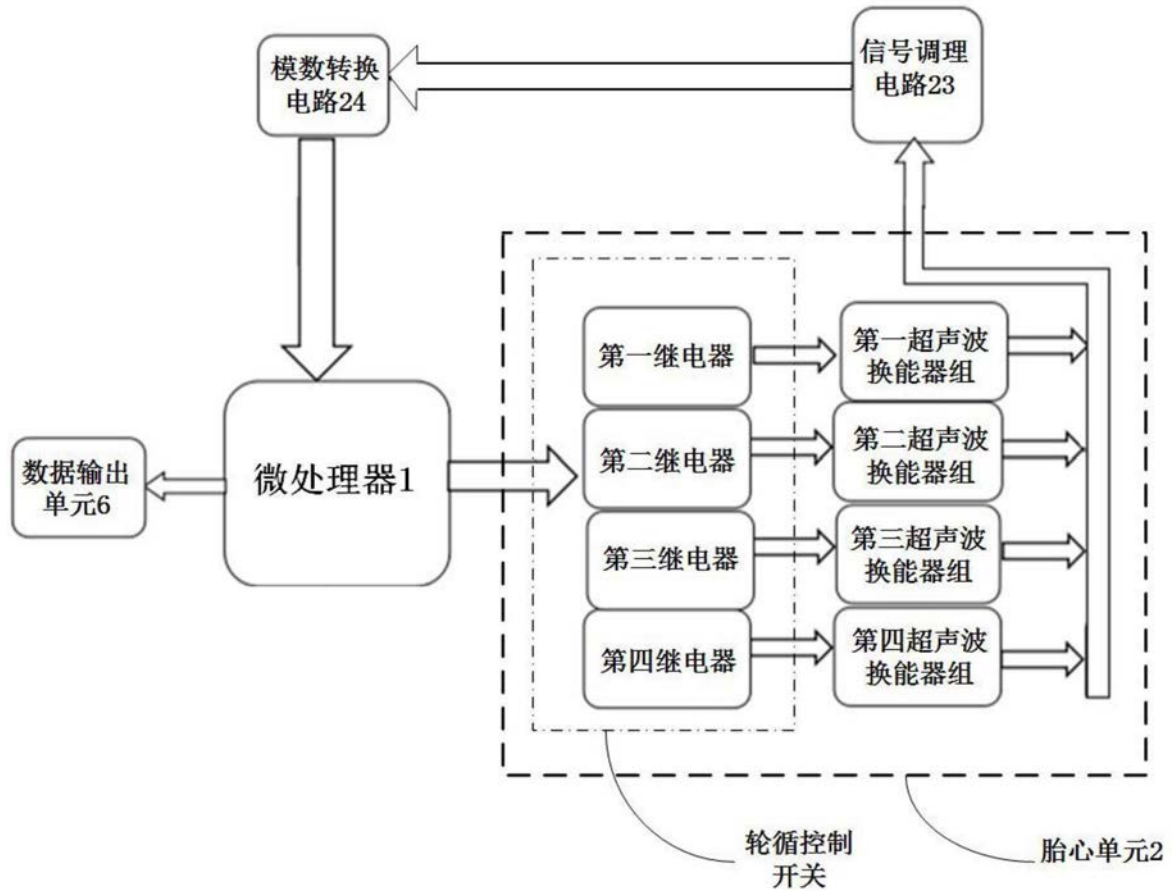 模数转换
电路24
信号调理
电路23
第一继电器
第一超声波
换能器组
第二继电器
第二超声波
换能器组
数据输出
单元6
微处理器1
第三继电器
第三超声波
换能器组
第四继电器
第四超声波
换能器组
轮循控制
开关
胎心单元2